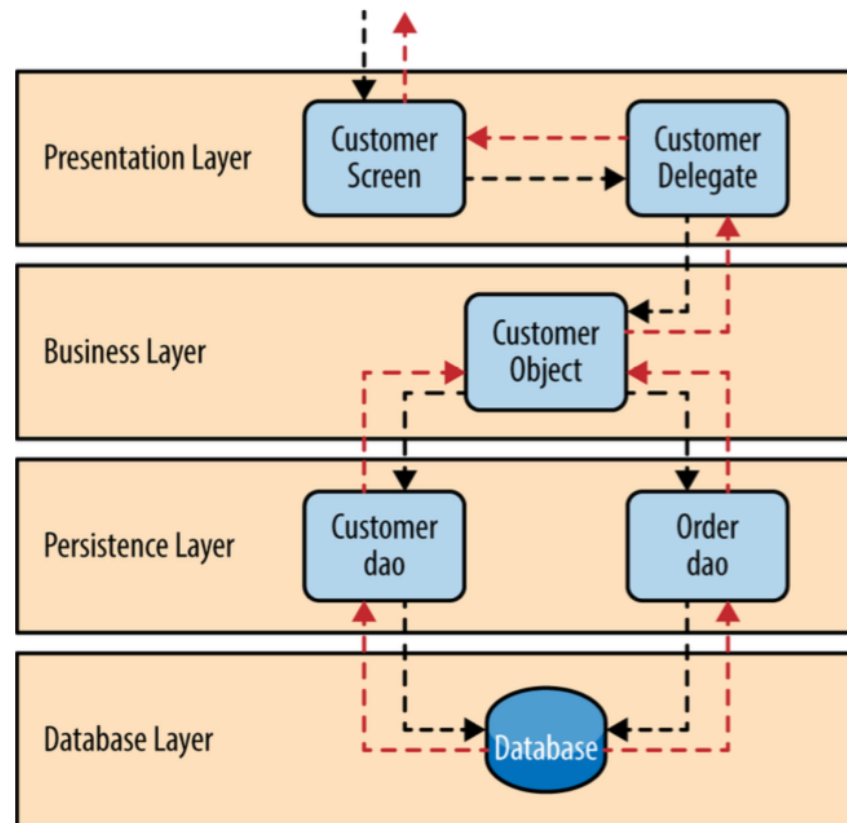 Presentation Layer
Customer
Screen
Customer
Delegate
Business Layer
Customer
Object
Persistence Layer
Customer
dao
Order
dao
Database Layer
Database